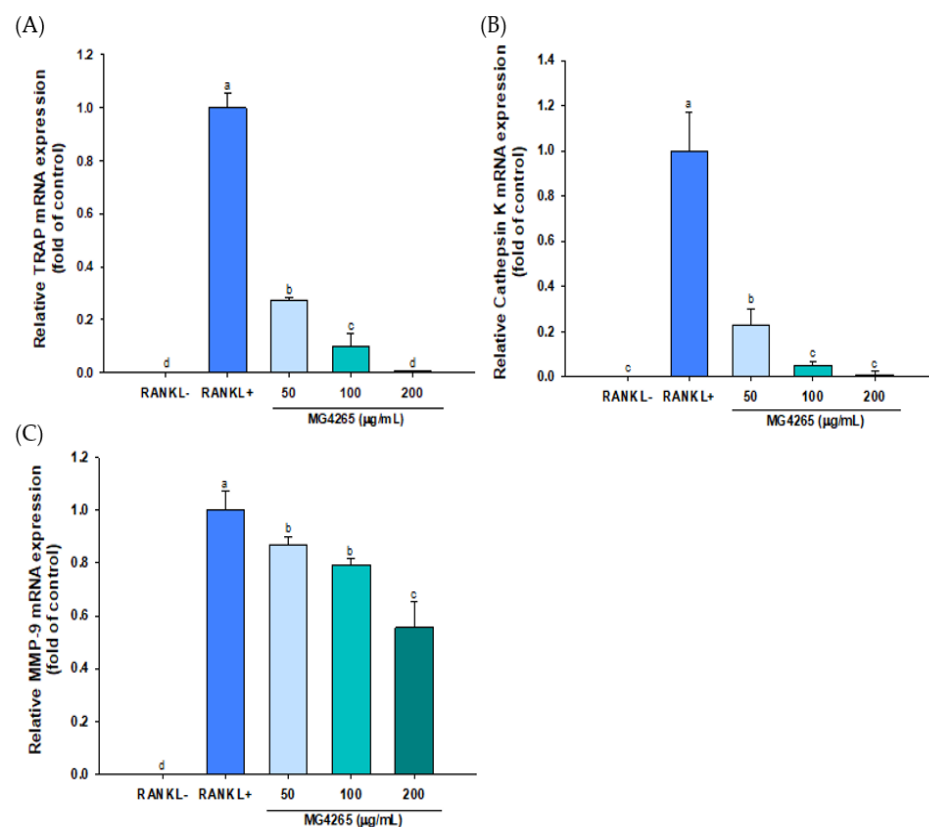 (A)
Relative TRAP mRNA expression
(fold of control)
1.2
1.0
0.8
0.6
0.4
0.2
0.0
d
a
b
c
d
RANKL- RANKL+ 50 100 200
MG4265 (µg/mL)
(B)
Relative Cathepsin K mRNA expression
(fold of control)
1.4
1.2
1.0
0.8
0.6
0.4
0.2
0.0
c
a
b
c
c
RANKL- RANKL+ 50 100 200
MG4265 (µg/mL)
(C)
Relative MMP-9 mRNA expression
(fold of control)
1.2
1.0
0.8
0.6
0.4
0.2
0.0
d
a
b
b
c
RANKL- RANKL+ 50 100 200
MG4265 (µg/mL)